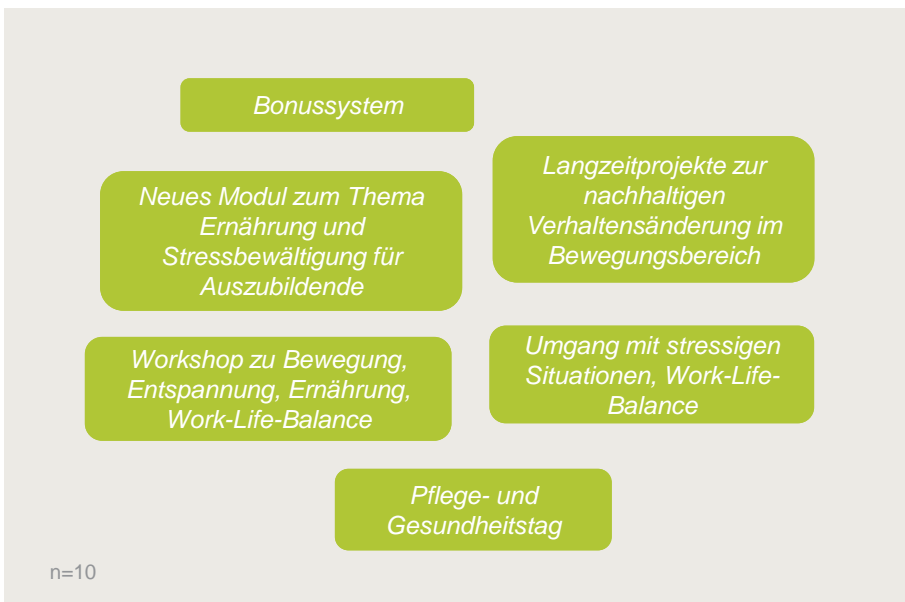 Bonussystem
Neues Modul zum Thema
Ernährung und
Stressbewältigung für
Auszubildende
Langzeitprojekte zur
nachhaltigen
Verhaltensänderung im
Bewegungsbereich
Workshop zu Bewegung,
Entspannung, Ernährung,
Work-Life-Balance
Umgang mit stressigen
Situationen, Work-Life-
Balance
Pflege- und
Gesundheitstag
n=10